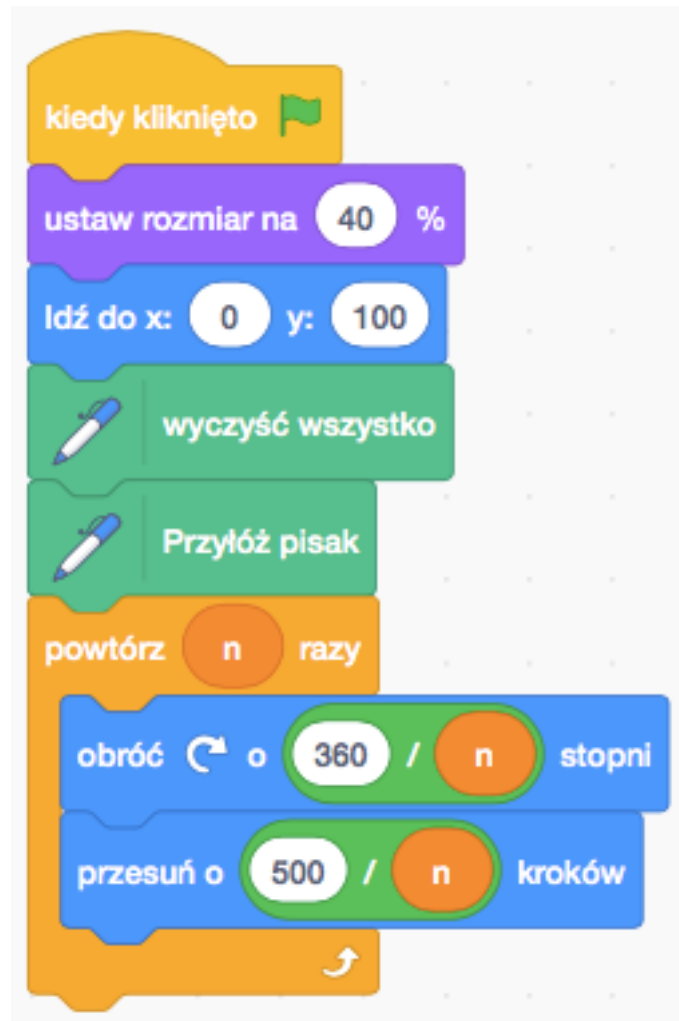 kiedy kliknięto
ustaw rozmiar na 40 %
Idź do x: 0 y: 100
wyczyść wszystko
Przyłóż pisak
powtórz n razy
obróć o 360 / n stopni
przesuń o 500 / n kroków